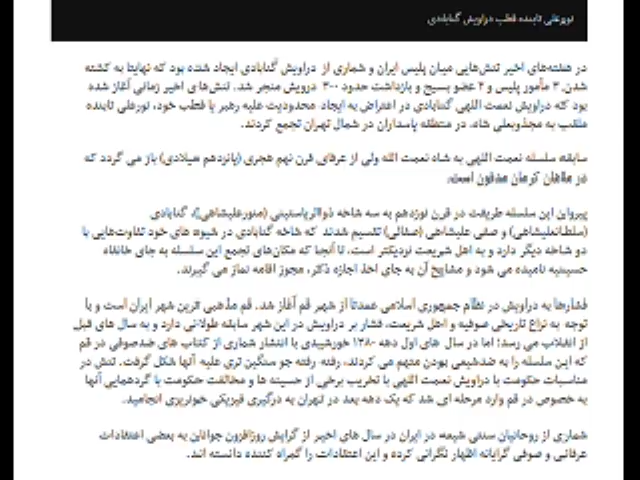 نورعلی تابنده قطب دراویش گنابادی
در هفته‌های اخیر تنش‌هایی میان پلیس ایران و شماری از دراویش گنابادی ایجاد شده بود که نهایتا به کشته
شدن ۳ مأمور پلیس و ۲ عضو بسیج و بازداشت حدود ۳۰۰ درویش منجر شد. تنش‌های اخیر زمانی آغاز شده
بود که دراویش نعمت اللهی گنابادی در اعتراض به ایجاد محدودیت علیه رهبر یا قطب خود، نورعلی تابنده
ملقب به مجذوبعلی شاه، در منطقه پاسداران در شمال تهران تجمع کردند.
سابقه سلسله نعمت اللهی به شاه نعمت الله ولی از عرفای قرن نهم هجری (پانزدهم میلادی) باز می گردد که
در ماهان کرمان مدفون است.
پیروان این سلسله طریقت در قرن نوزدهم به سه شاخه ذوالریاستینی (منورعلیشاهی)، گنابادی
(سلطانعلیشاهی) و صفی علیشاهی (صفائی) تقسیم شدند که شاخه گنابادی در شیوه های خود تفاوت‌هایی با
دو شاخه دیگر دارد و به اهل شریعت نزدیکتر است، تا آنجا که مکان‌های تجمع این سلسله به جای خانقاه
حسینیه نامیده می شود و مشایخ آن به جای اخذ اجازه ذکر، مجوز اقامه نماز می گیرند.
فشارها به دراویش در نظام جمهوری اسلامی عمدتا از شهر قم آغاز شد. قم مذهبی ترین شهر ایران است و با
توجه به نزاع تاریخی صوفیه و اهل شریعت، فشار بر دراویش در این شهر سابقه طولانی دارد و به سال های قبل
از انقلاب می رسد؛ اما در سال های اول دهه ۱۳۸۰ خورشیدی با انتشار شماری از کتاب های ضدصوفی در قم
که این سلسله را به ضدشیعی بودن متهم می کردند، رفته- رفته جو سنگین تری علیه آنها شکل گرفت. تنش در
مناسبات حکومت با دراویش نعمت اللهی با تخریب برخی از حسینیه ها و مخالفت حکومت با گردهمایی آنها
به خصوص در قم وارد مرحله ای شد که یک دهه بعد در تهران به درگیری فیزیکی خونریزی انجامید.
شماری از روحانیان سنتی شیعه در ایران در سال های اخیر از گرایش روزافزون جوانان به بعضی اعتقادات
عرفانی و صوفی گرایانه اظهار نگرانی کرده و این اعتقادات را گمراه کننده دانسته اند.